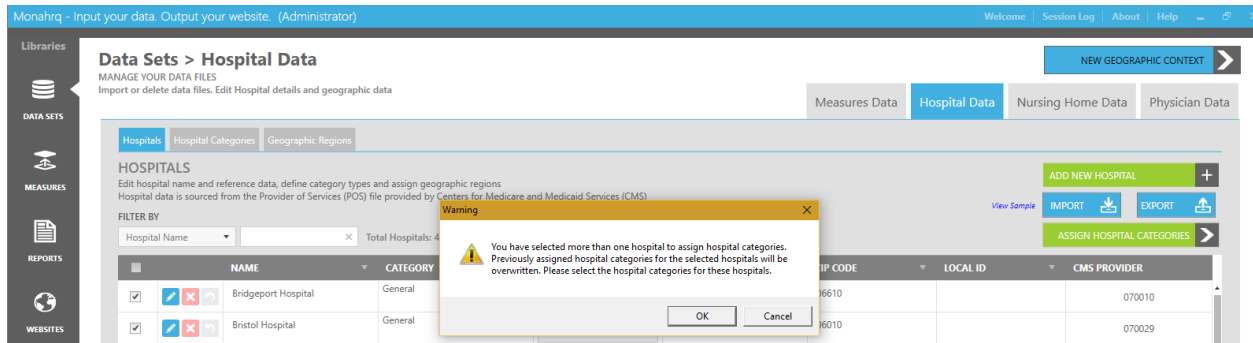 Monahrq - Input your data. Output your website. (Administrator)
Welcome Session Log About Help
Libraries
DATA SETS
MEASURES
REPORTS
WEBSITES
Data Sets > Hospital Data
MANAGE YOUR DATA FILES
Import or delete data files. Edit Hospital details and geographic data
NEW GEOGRAPHIC CONTEXT
Measures Data Hospital Data Nursing Home Data Physician Data
Hospitals Hospital Categories Geographic Regions
HOSPITALS
Edit hospital name and reference data, define category types and assign geographic regions
Hospital data is sourced from the Provider of Services (POS) file provided by Centers for Medicare and Medicaid Services (CMS)
ADD NEW HOSPITAL
View Sample IMPORT EXPORT
ASSIGN HOSPITAL CATEGORIES
FILTER BY
Hospital Name Total Hospitals: 4
Warning
You have selected more than one hospital to assign hospital categories.
Previously assigned hospital categories for the selected hospitals will be
overwritten. Please select the hospital categories for these hospitals.
OK Cancel
NAME CATEGORY CODE LOCAL ID CMS PROVIDER
Bridgeport Hospital General 6610 070010
Bristol Hospital General 6010 070029